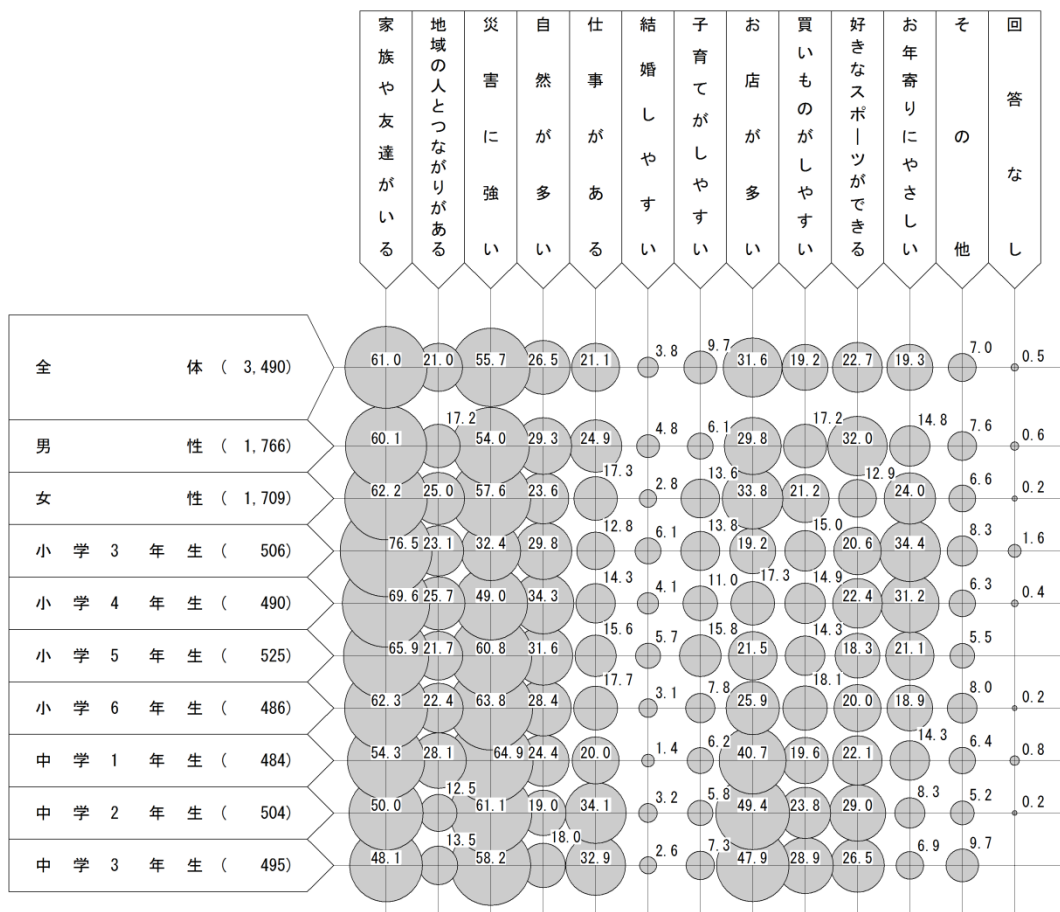 家族や友達がいる
地域の人とつながりがある
災害に強い
自然が多い
仕事がある
結婚しやすい
子育てがしやすい
お店が多い
買いものがしやすい
好きなスポーツができる
お年寄りにやさしい
その他
回答なし
全体 ( 3,490) 61.0 21.0 55.7 26.5 21.1 3.8 9.7 31.6 19.2 22.7 19.3 7.0 0.5
男性 ( 1,766) 60.1 17.2 54.0 29.3 24.9 4.8 6.1 29.8 17.2 32.0 14.8 7.6 0.6
女性 ( 1,709) 62.2 25.0 57.6 23.6 17.3 2.8 13.6 33.8 21.2 12.9 24.0 6.6 0.2
小学3年生 ( 506) 76.5 23.1 32.4 29.8 12.8 6.1 13.8 19.2 15.0 20.6 34.4 8.3 1.6
小学4年生 ( 490) 69.6 25.7 49.0 34.3 14.3 4.1 11.0 17.3 14.9 22.4 31.2 6.3 0.4
小学5年生 ( 525) 65.9 21.7 60.8 31.6 15.6 5.7 15.8 21.5 14.3 18.3 21.1 5.5
小学6年生 ( 486) 62.3 22.4 63.8 28.4 17.7 3.1 7.8 25.9 18.1 20.0 18.9 8.0 0.2
中学1年生 ( 484) 54.3 28.1 64.9 24.4 20.0 1.4 6.2 40.7 19.6 22.1 14.3 6.4 0.8
中学2年生 ( 504) 50.0 12.5 61.1 19.0 34.1 3.2 5.8 49.4 23.8 29.0 8.3 5.2 0.2
中学3年生 ( 495) 48.1 13.5 58.2 18.0 32.9 2.6 7.3 47.9 28.9 26.5 6.9 9.7